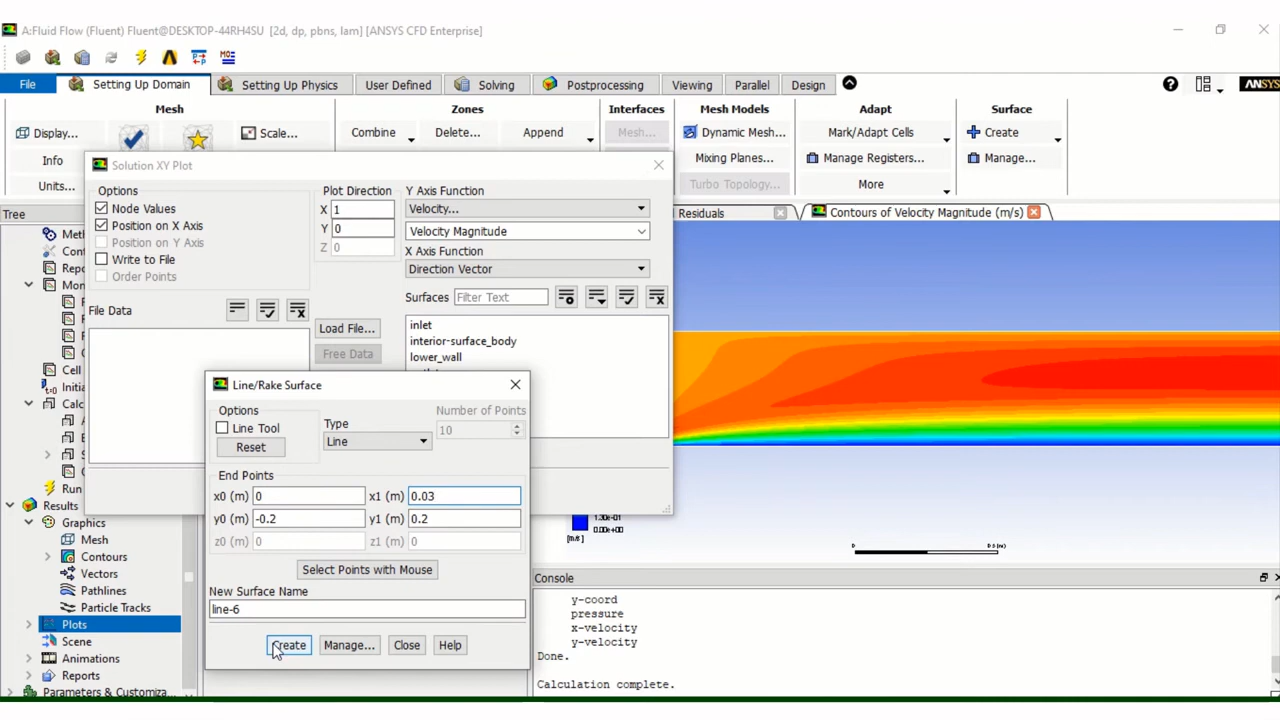 A:Fluid Flow (Fluent) Fluent@DESKTOP-44RH4SU [2d, dp, pbns, lam] [ANSYS CFD Enterprise]
File Setting Up Domain Setting Up Physics User Defined Solving Postprocessing Viewing Parallel Design ANSYS
Mesh Zones Interfaces Mesh Models Adapt Surface
Display... Scale... Combine Delete... Append Mesh... Dynamic Mesh... Mark/Adapt Cells Create
Info Mixing Planes... Manage Registers... Manage...
Units... Turbo Topology... More
Solution XY Plot
Options Plot Direction Y Axis Function
Node Values X 1 Velocity...
Position on X Axis Y 0 Velocity Magnitude
Position on Y Axis Z 0 X Axis Function
Write to File Direction Vector
Order Points
File Data Surfaces Filter Text
Load File... inlet
Free Data interior-surface_body
lower_wall
Tree
Residuals Contours of Velocity Magnitude (m/s)
Cell
Run
Results
Graphics
Mesh
Contours
Vectors
Pathlines
Particle Tracks
Plots
Scene
Animations
Reports
Parameters & Customiza...
Line/Rake Surface
Options Type Number of Points
Line Tool Line 10
Reset
End Points
x0 (m) 0 x1 (m) 0.03
y0 (m) -0.2 y1 (m) 0.2
z0 (m) 0 z1 (m) 0
Select Points with Mouse
New Surface Name
line-6
Create Manage... Close Help
0.00e+00
[m/s]
Console
y-coord
pressure
x-velocity
y-velocity
Done.
Calculation complete.